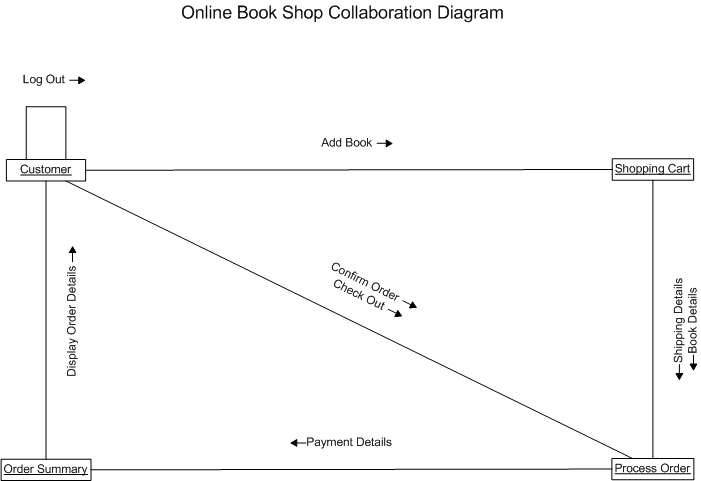 Online Book Shop Collaboration Diagram
Log Out
Customer
Add Book
Shopping Cart
Confirm Order
Check Out
Display Order Details
Shipping Details
Book Details
Payment Details
Order Summary
Process Order